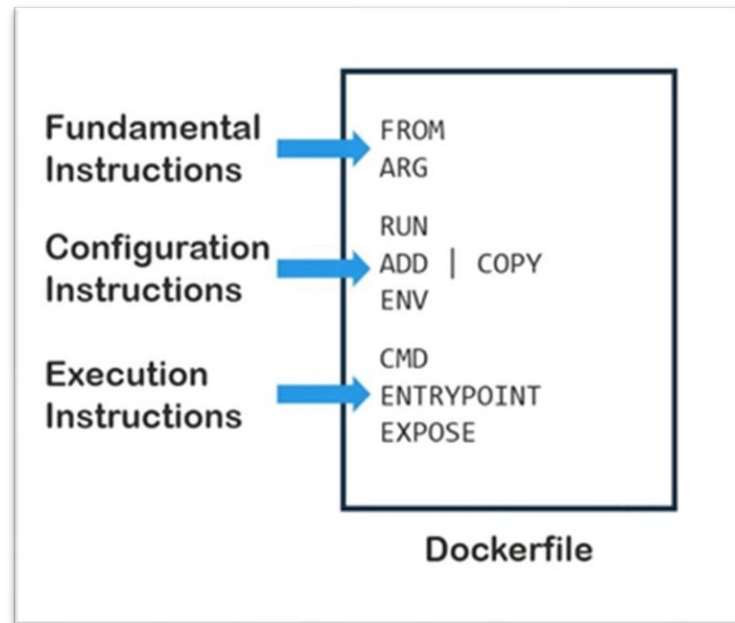 Fundamental
Instructions
FROM
ARG
Configuration
Instructions
RUN
ADD | COPY
ENV
Execution
Instructions
CMD
ENTRYPOINT
EXPOSE
Dockerfile